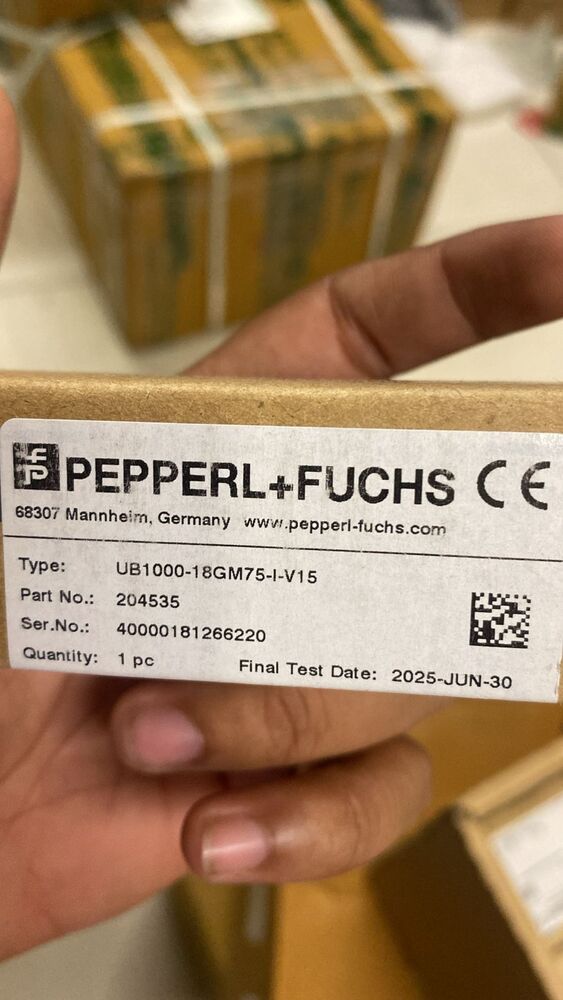 PEPPERL+FUCHS CE
68307 Mannheim, Germany www.pepperl-fuchs.com
Type: UB1000-18GM75-I-V15
Part No.: 204535
Ser.No.: 40000181266220
Quantity: 1 pc Final Test Date: 2025-JUN-30